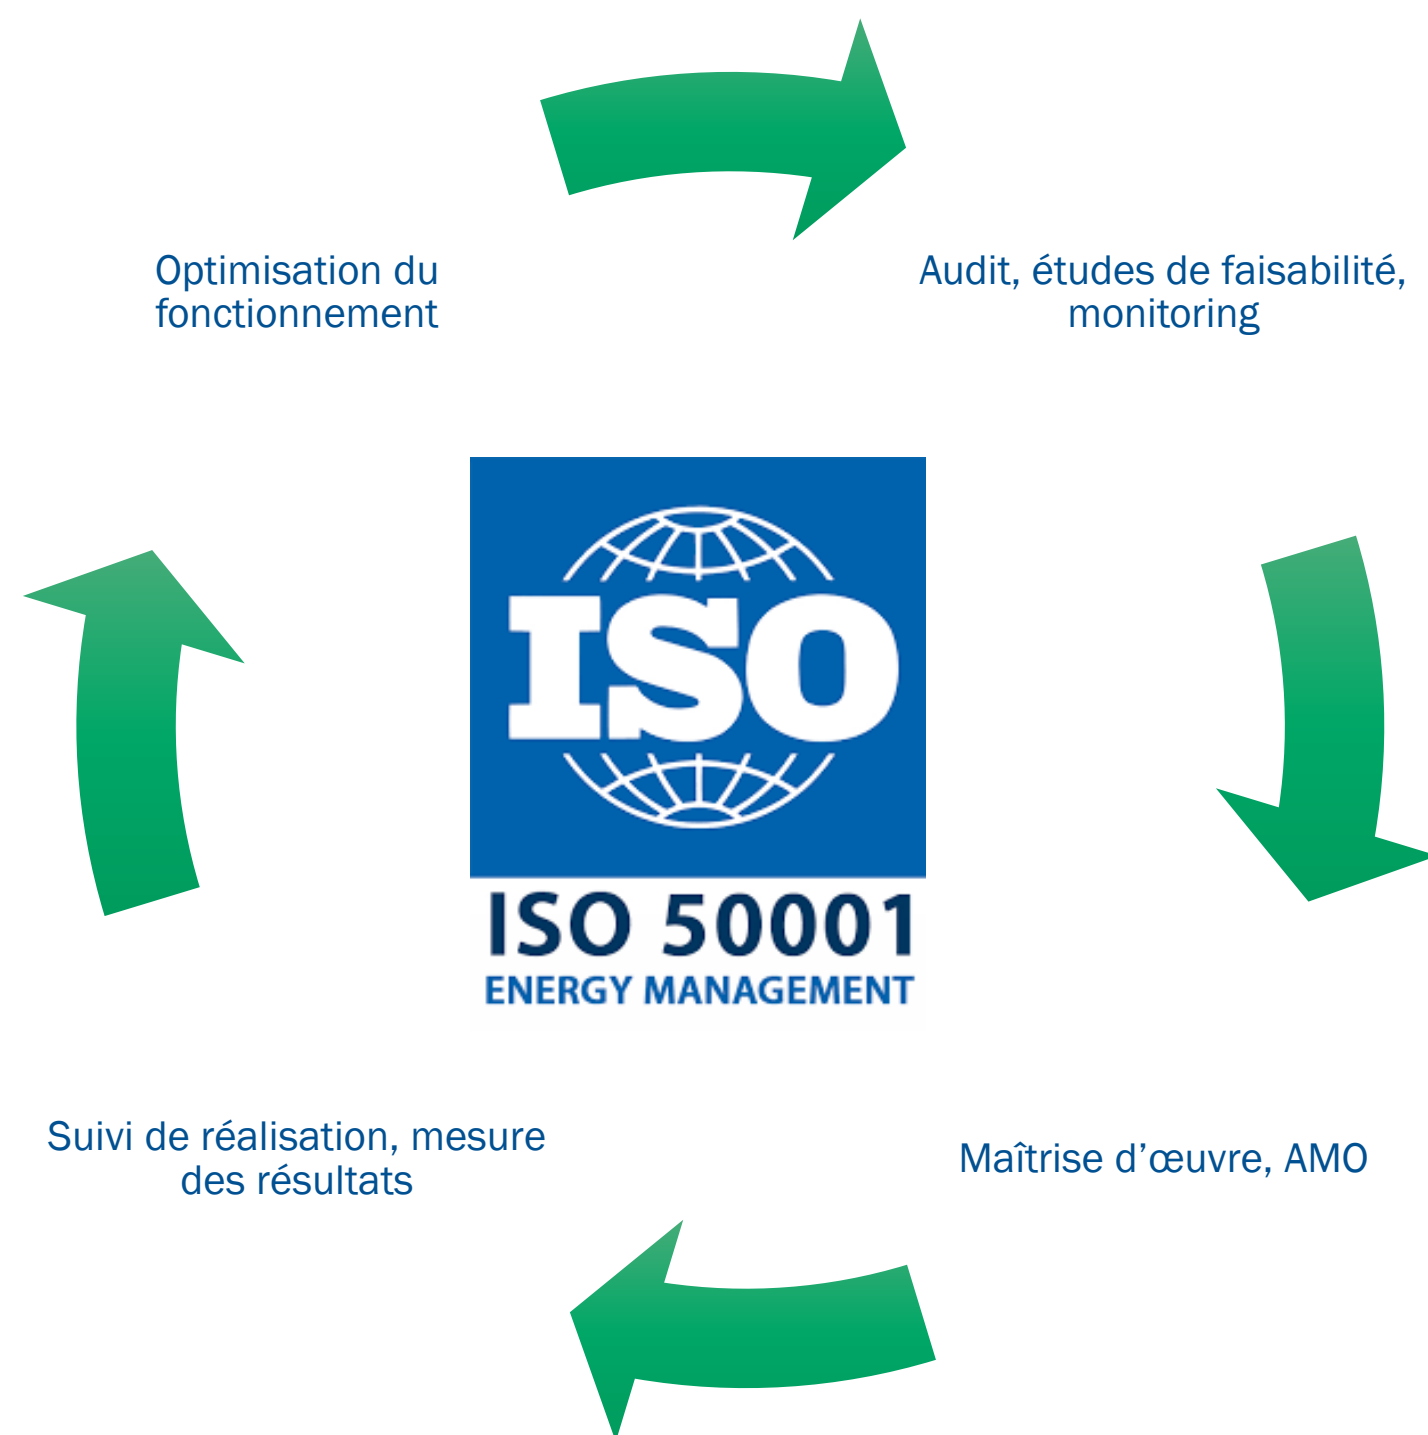 Optimisation du
fonctionnement
Audit, études de faisabilité,
monitoring
ISO
ISO 50001
ENERGY MANAGEMENT
Suivi de réalisation, mesure
des résultats
Maîtrise d’œuvre, AMO